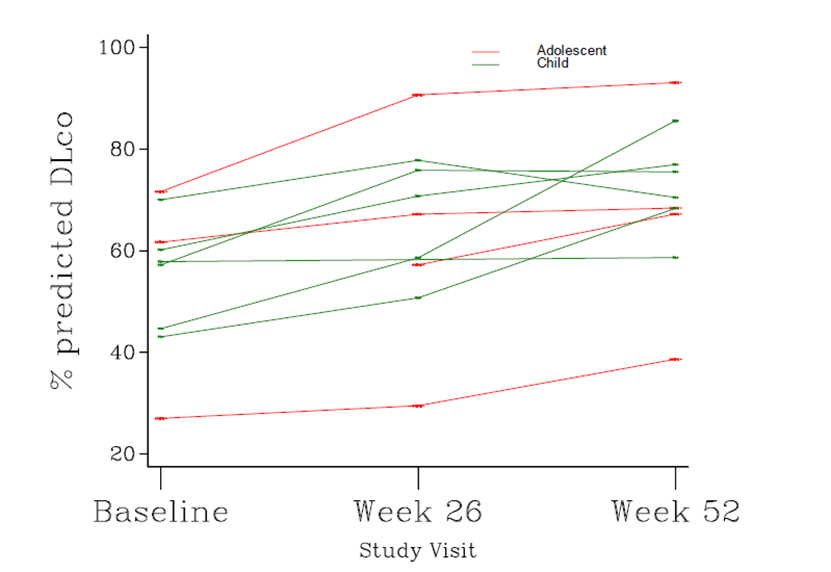 100
80
60
40
20
% predicted DLco
Adolescent
Child
Baseline
Week 26
Week 52
Study Visit